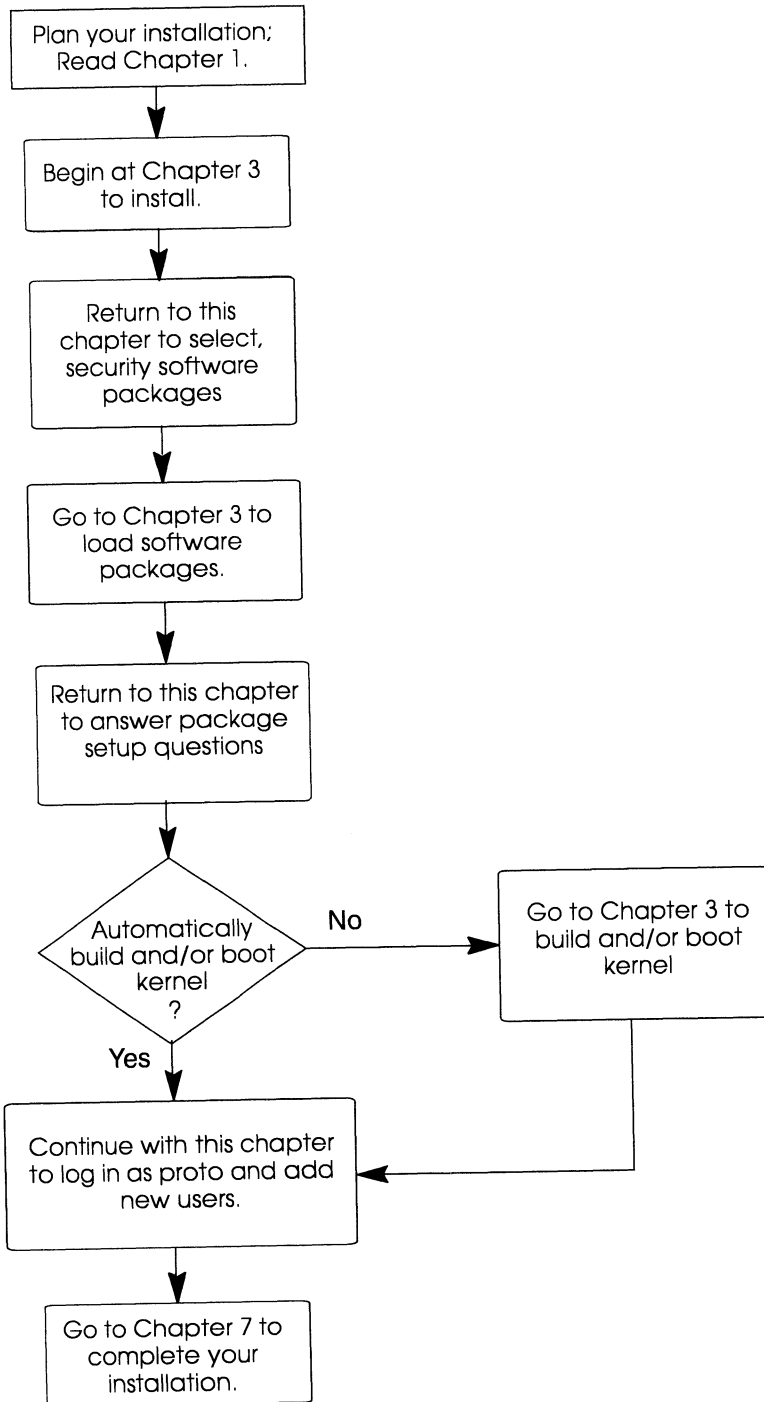 Plan your installation;
Read Chapter 1.
Begin at Chapter 3
to install.
Return to this
chapter to select,
security software
packages
Go to Chapter 3 to
load software
packages.
Return to this chapter
to answer package
setup questions
Automatically
build and/or boot
kernel
?
No
Go to Chapter 3 to
build and/or boot
kernel
Yes
Continue with this chapter
to log in as proto and add
new users.
Go to Chapter 7 to
complete your
installation.